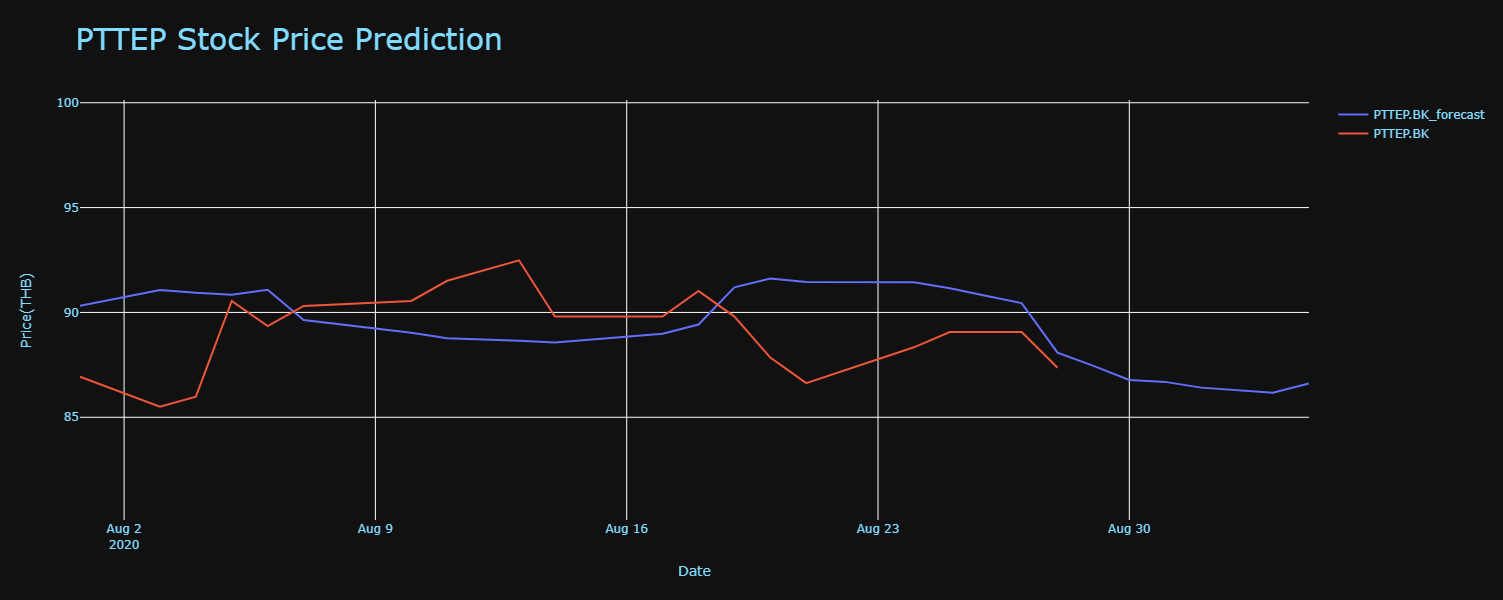 PTTEP Stock Price Prediction
100
95
90
85
Price(THB)
Aug 2
2020
Aug 9
Aug 16
Aug 23
Aug 30
Date
PTTEP.BK_forecast
PTTEP.BK